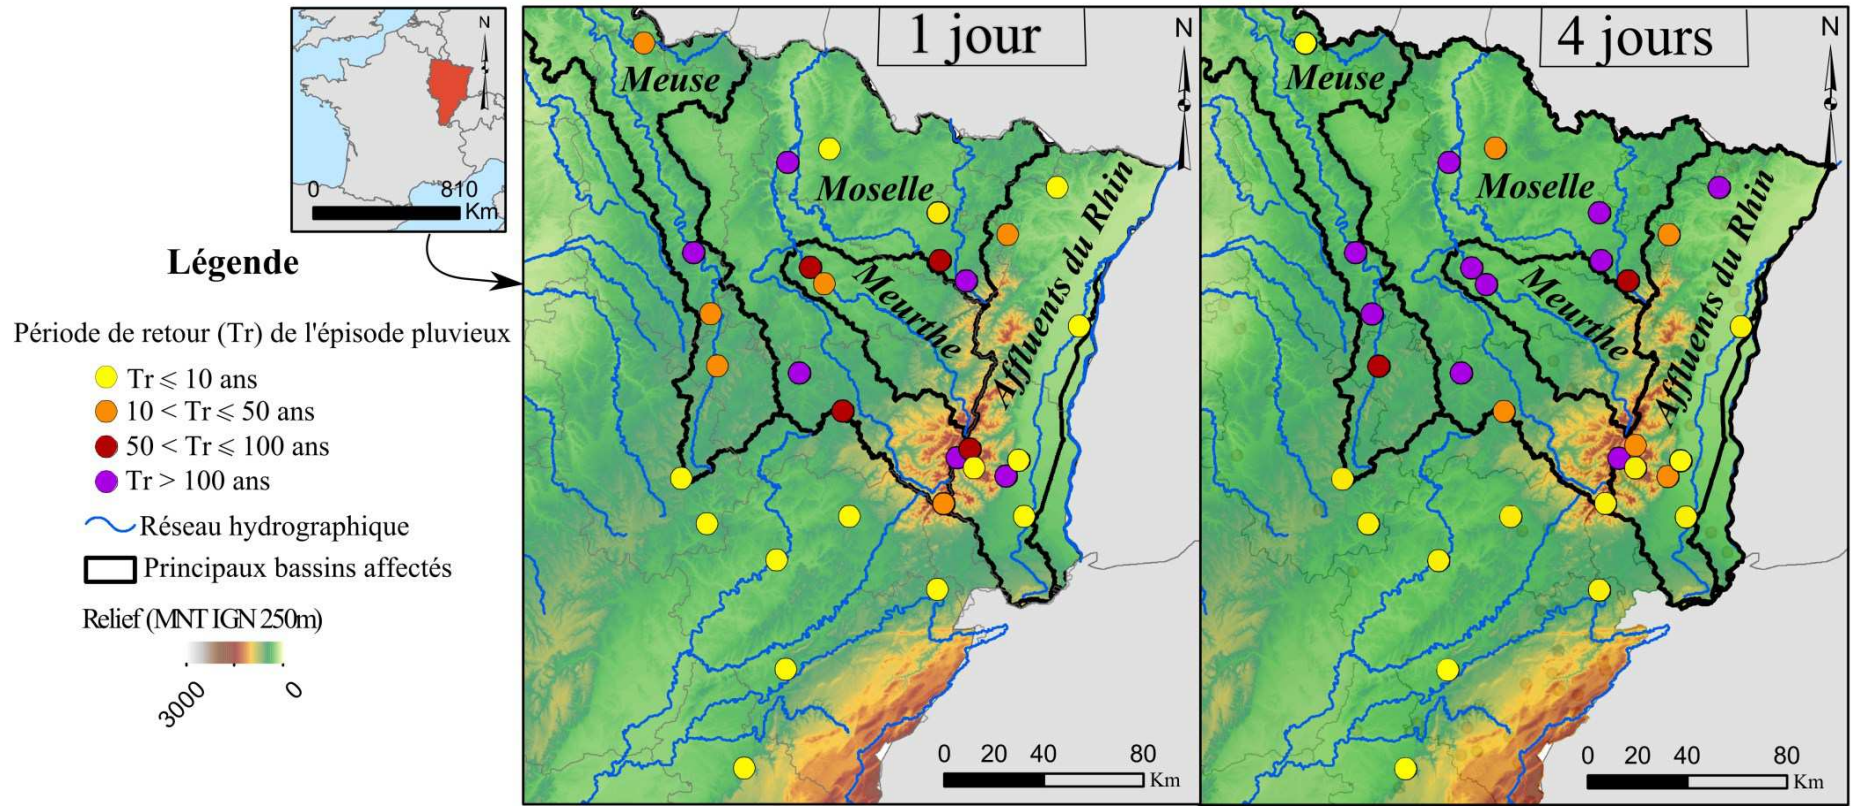 N
0 810
Km
Légende
Période de retour (Tr) de l'épisode pluvieux
Tr ⩽ 10 ans
10 < Tr ⩽ 50 ans
50 < Tr ⩽ 100 ans
Tr > 100 ans
Réseau hydrographique
Principaux bassins affectés
Relief (MNT IGN 250m)
3000 0
1 jour
N
Meuse
Moselle
Meurthe
Affluents du Rhin
0 20 40 80
Km
4 jours
N
Meuse
Moselle
Meurthe
Affluents du Rhin
0 20 40 80
Km